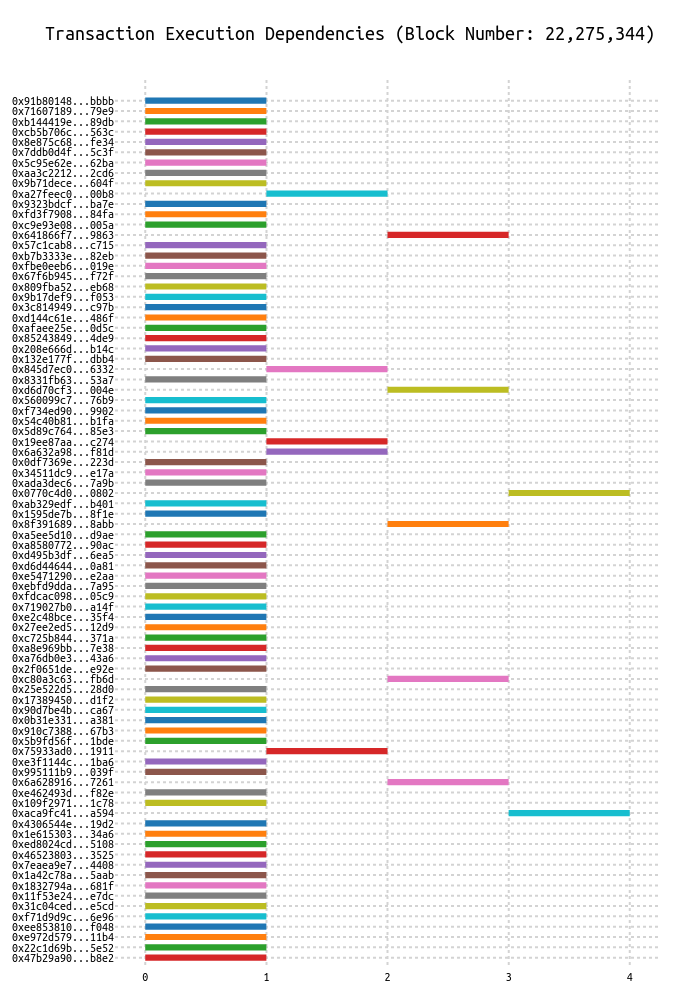 Transaction Execution Dependencies (Block Number: 22,275,344)
0x91b80148...bbbb
0x71607189...79e9
0xb144419e...89db
0xcb5b706c...563c
0x8e875c68...fe34
0x7ddb0d4f...5c3f
0x5c95e62e...62ba
0xaa3c2212...2cd6
0x9b71dece...604f
0xa27feec0...00b8
0x9323bdcf...ba7e
0xfd3f7908...84fa
0xc9e93e08...005a
0x641866f7...9863
0x57c1cab8...c715
0xb7b3333e...82eb
0xfbe0eeb6...019e
0x67f6b945...f72f
0x809fba52...eb68
0x9b17def9...f053
0x3c814949...c97b
0xd144c61e...486f
0xafaee25e...0d5c
0x85243849...4de9
0x208e666d...b14c
0x132e177f...dbb4
0x845d7ec0...6332
0x8331fb63...53a7
0xd6d70cf3...004e
0x560099c7...76b9
0xf734ed90...9902
0x54c40b81...b1fa
0x5d89c764...85e3
0x19ee87aa...c274
0x6a632a98...f81d
0x0df7369e...223d
0x34511dc9...e17a
0xada3dec6...7a9b
0x0770c4d0...0802
0xab329edf...b401
0x1595de7b...8f1e
0x8f391689...8abb
0xa5ee5d10...d9ae
0xa8580772...90ac
0xd495b3df...6ea5
0xd6d44644...0a81
0xe5471290...e2aa
0xebfd9dda...7a95
0xfdcac098...05c9
0x719027b0...a14f
0xe2c48bce...35f4
0x27ee2ed5...12d9
0xc725b844...371a
0xa8e969bb...7e38
0xa76db0e3...43a6
0x2f0651de...e92e
0xc80a3c63...fb6d
0x25e522d5...28d0
0x17389450...d1f2
0x90d7be4b...ca67
0x0b31e331...a381
0x910c7388...67b3
0x5b9fd56f...1bde
0x75933ad0...1911
0xe3f1144c...1ba6
0x995111b9...039f
0x6a628916...7261
0xe462493d...f82e
0x109f2971...1c78
0xaca9fc41...a594
0x4306544e...19d2
0x1e615303...34a6
0xed8024cd...5108
0x46523803...3525
0x7eaea9e7...4408
0x1a42c78a...5aab
0x1832794a...681f
0x11f53e24...e7dc
0x31c04ced...e5cd
0xf71d9d9c...6e96
0xee853810...f048
0xe972d579...11b4
0x22c1d69b...5e52
0x47b29a90...b8e2
0 1 2 3 4